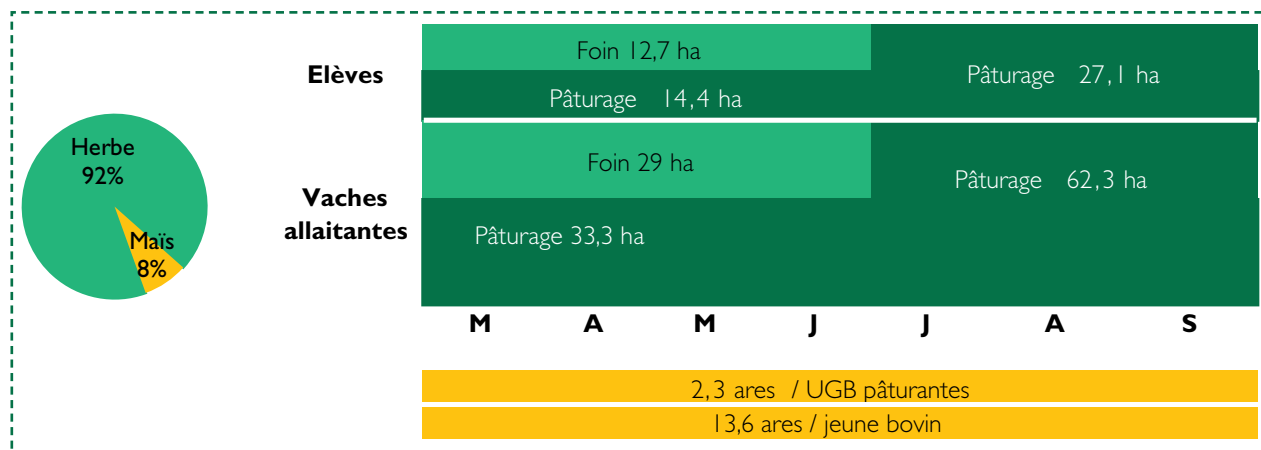 Herbe
92%
Maïs
8%
Elèves
Foin 12,7 ha
Pâturage 14,4 ha
Pâturage 27,1 ha
Vaches
allaitantes
Foin 29 ha
Pâturage 33,3 ha
Pâturage 62,3 ha
M A M J J A S
2,3 ares / UGB pâturantes
13,6 ares / jeune bovin